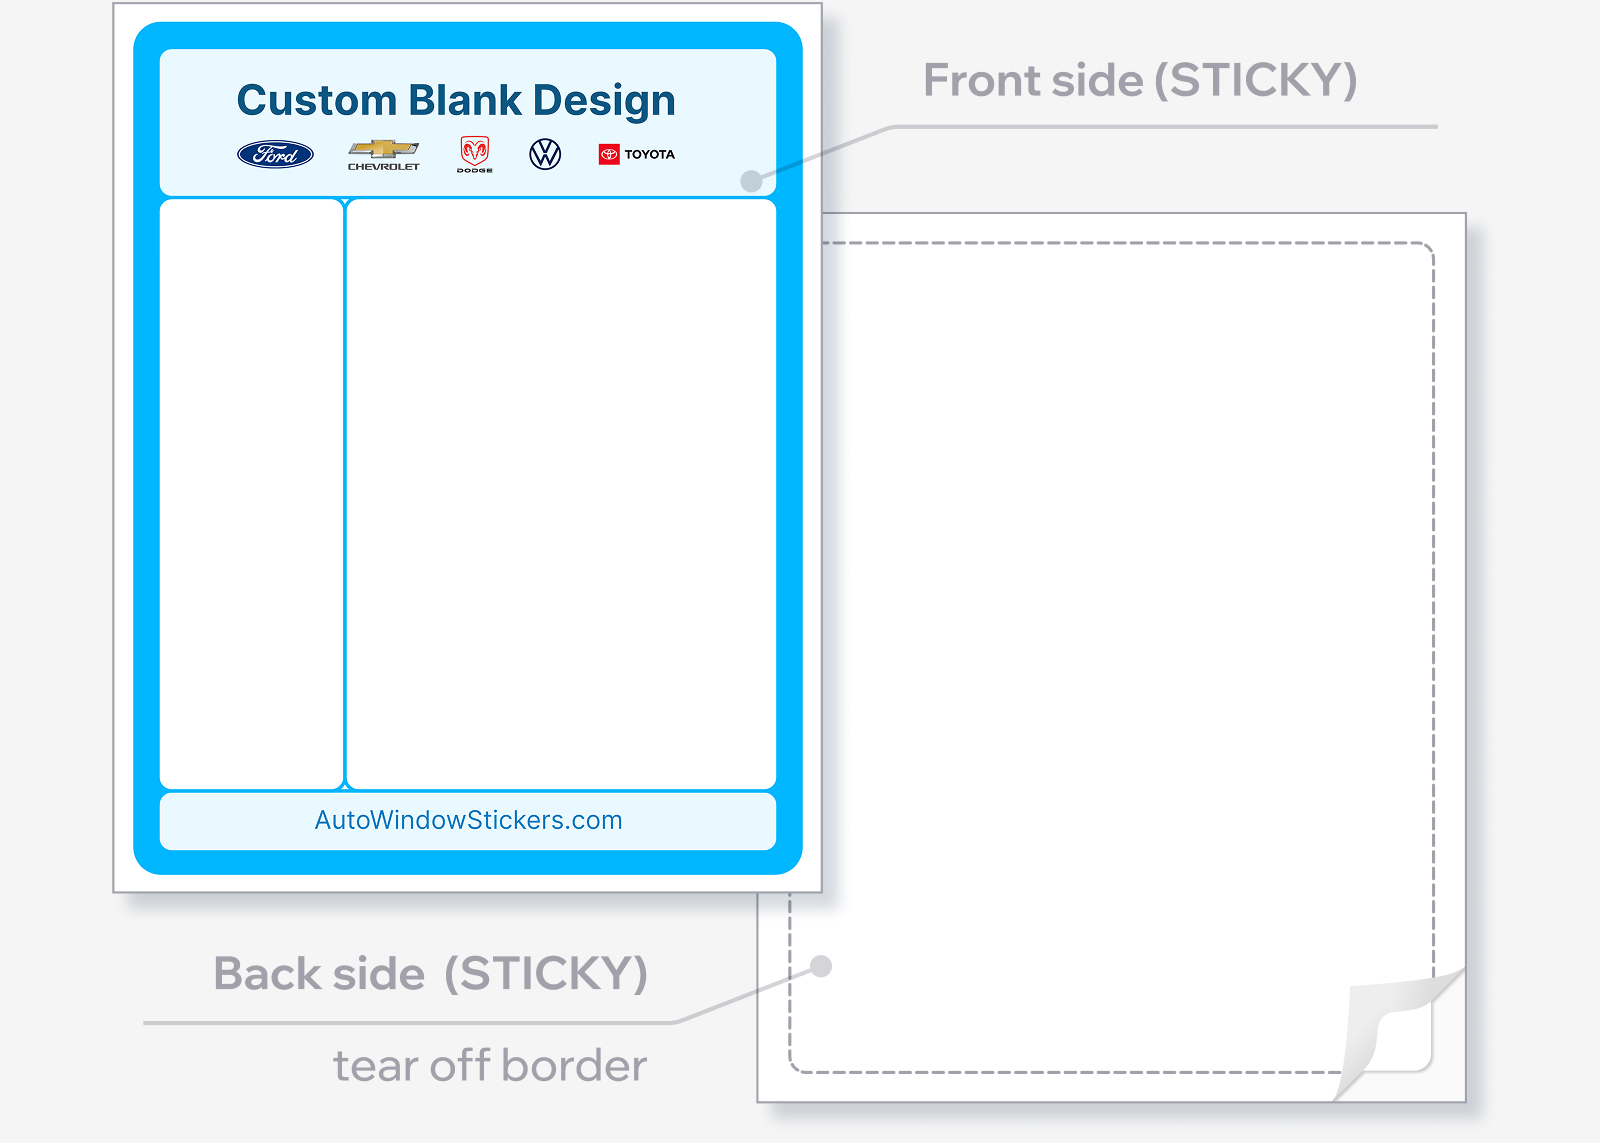 Custom Blank Design
Ford
CHEVROLET
DODGE
TOYOTA
AutoWindowStickers.com
Front side (STICKY)
Back side (STICKY)
tear off border